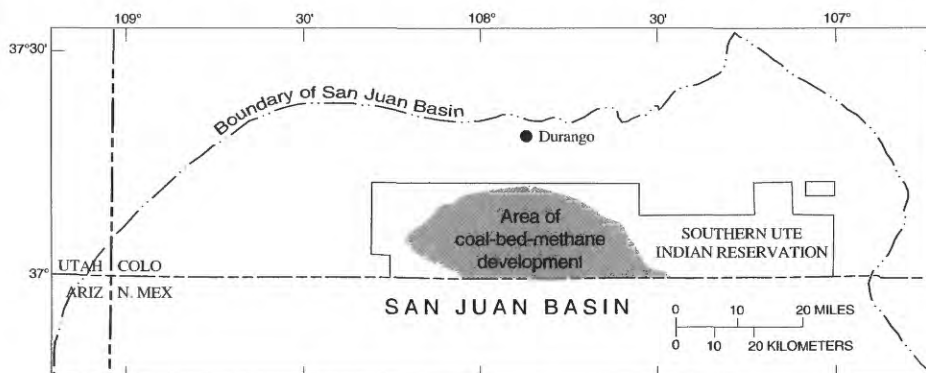 109°
30'
108°
30'
107°
37°30'
Boundary of San Juan Basin
Durango
Area of
coal-bed-methane
development
SOUTHERN UTE
INDIAN RESERVATION
37°
UTAH COLO
ARIZ N. MEX
SAN JUAN BASIN
0 10 20 MILES
0 10 20 KILOMETERS